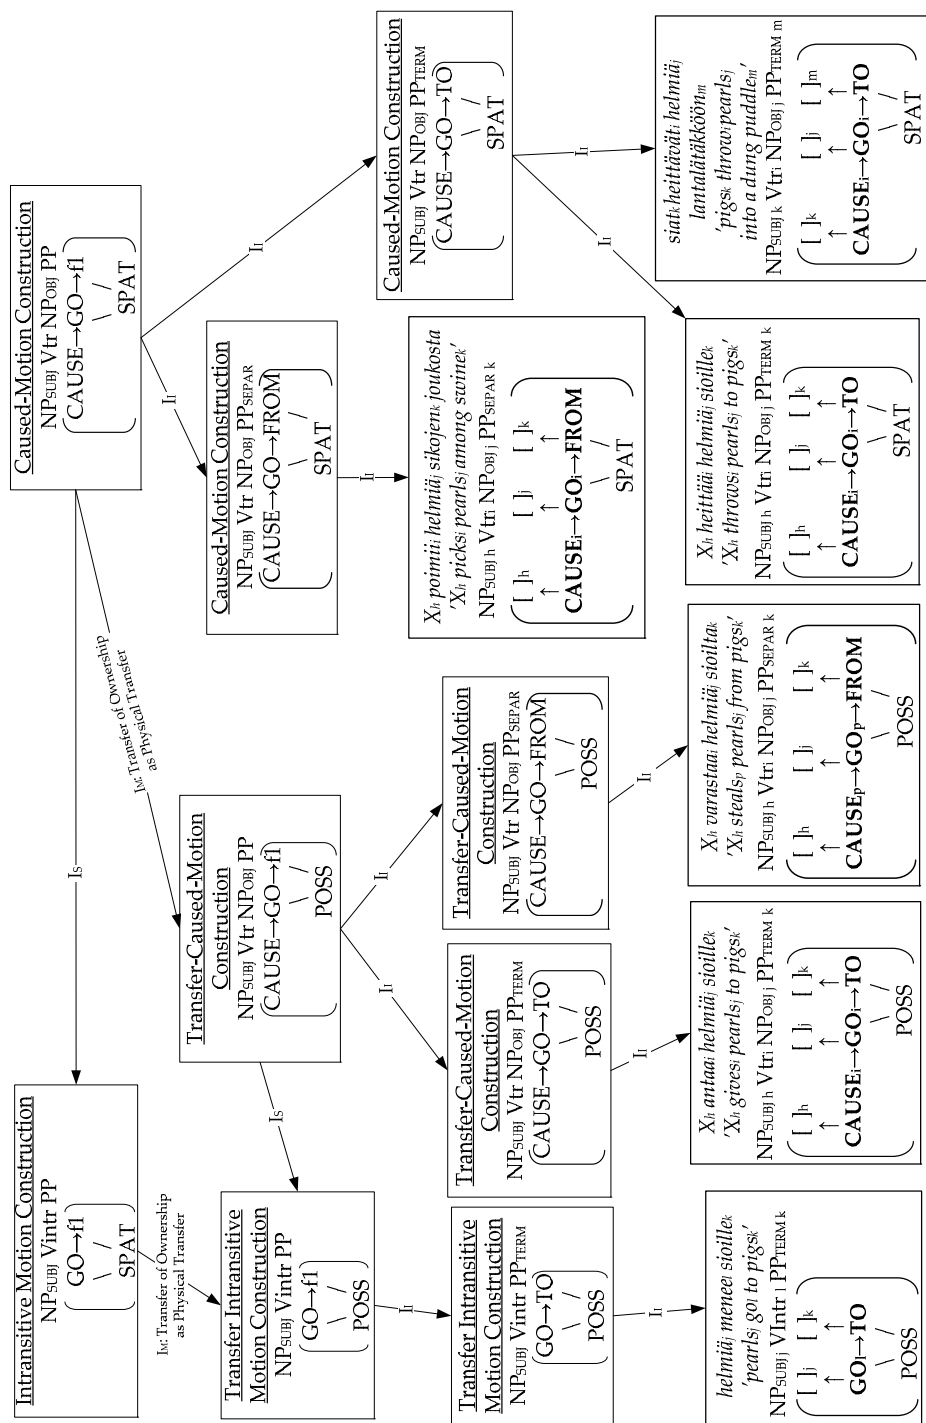 Intransitive Motion Construction
NPSUBJ Vintr PP
GO→f1
SPAT
Caused-Motion Construction
NPSUBJ Vtr NPOBJ PP
CAUSE→GO→f1
SPAT
IS
IM: Transfer of Ownership
as Physical Transfer
IM: Transfer of Ownership
as Physical Transfer
II
II
Transfer Intransitive
Motion Construction
NPSUBJ Vintr PP
GO→f1
POSS
IS
Transfer-Caused-Motion
Construction
NPSUBJ Vtr NPOBJ PP
CAUSE→GO→f1
POSS
Caused-Motion Construction
NPSUBJ Vtr NPOBJ PPSEPAR
CAUSE→GO→FROM
SPAT
Caused-Motion Construction
NPSUBJ Vtr NPOBJ PPTERM
CAUSE→GO→TO
SPAT
II
II
II
II
II
II
Transfer Intransitive
Motion Construction
NPSUBJ Vintr PPTERM
GO→TO
POSS
Transfer-Caused-Motion
Construction
NPSUBJ Vtr NPOBJ PPTERM
CAUSE→GO→TO
POSS
Transfer-Caused-Motion
Construction
NPSUBJ Vtr NPOBJ PPSEPAR
CAUSE→GO→FROM
POSS
Xh poimiii helmiäj sikojenk joukosta
'Xh picksi pearlsj among swinek'
NPSUBJ h Vtri NPOBJ j PPSEPAR k
[ ]h [ ]j [ ]k
↑ ↑ ↑
CAUSEi→GOi→FROM
SPAT
II
II
II
helmiäj meneel sioillek
'pearlsj gol to pigsk'
NPSUBJ j VIntr l PPTERM k
[ ]j [ ]k
↑ ↑
GOl→TO
POSS
Xh antaai helmiäj sioillek
'Xh givesi pearlsj to pigsk'
NPSUBJ h Vtri NPOBJ j PPTERM k
[ ]h [ ]j [ ]k
↑ ↑ ↑
CAUSEi→GOi→TO
POSS
Xh varastaai helmiäj sioiltak
'Xh stealsp pearlsj from pigsk'
NPSUBJ h Vtri NPOBJ j PPSEPAR k
[ ]h [ ]j [ ]k
↑ ↑ ↑
CAUSEp→GOp→FROM
POSS
Xh heittääi helmiäj sioillek
'Xh throwsi pearlsj to pigsk'
NPSUBJ h Vtri NPOBJ j PPTERM k
[ ]h [ ]j [ ]k
↑ ↑ ↑
CAUSEi→GOi→TO
SPAT
siatk heittaväti helmiäj
lantalätäkköönm
'pigsk throwi pearlsj
into a dung puddlem'
NPSUBJ k Vtri NPOBJ j PPTERM m
[ ]k [ ]j [ ]m
↑ ↑ ↑
CAUSEi→GOi→TO
SPAT